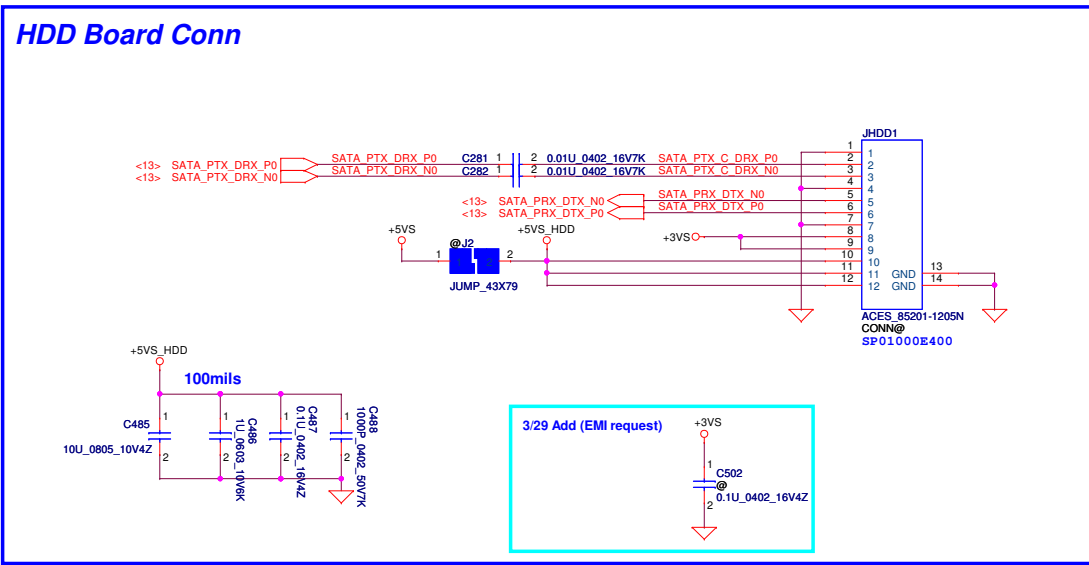 HDD Board Conn
JHDD1
<13> SATA_PTX_DRX_P0 SATA_PTX_DRX_P0 C281 1 2 0.01U_0402_16V7K SATA_PTX_C_DRX_P0
<13> SATA_PTX_DRX_N0 SATA_PTX_DRX_N0 C282 1 2 0.01U_0402_16V7K SATA_PTX_C_DRX_N0
<13> SATA_PRX_DTX_N0 SATA_PRX_DTX_N0
<13> SATA_PRX_DTX_P0 SATA_PRX_DTX_P0
1 1
2 2
3 3
4 4
5 5
6 6
7 7
8 8
9 9
10 10
11 11 GND 13
12 12 GND 14
+5VS
@J2
+5VS_HDD
+3VS
1 1 2 2
JUMP_43X79
ACES_85201-1205N
CONN@
SP01000E400
+5VS_HDD
100mils
C485
1
2
10U_0805_10V4Z
C486
1
2
1U_0603_10V6K
C487
1
2
0.1U_0402_16V4Z
C488
1
2
1000P_0402_50V7K
3/29 Add (EMI request)
+3VS
1
C502
@
0.1U_0402_16V4Z
2